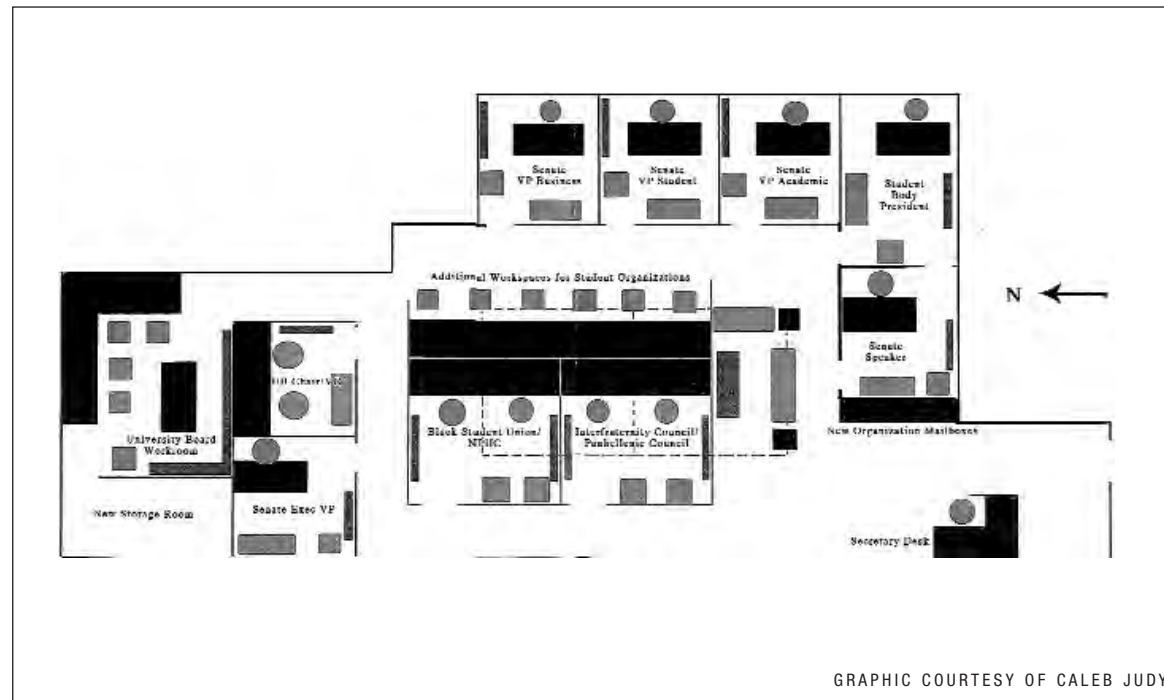 Senate
VP Business
Senate
VP Student
Senate
VP Academic
Student
Body
President
Additional Workspaces for Student Organizations
N
Senate
Speaker
Black Student Union/
NPHC
Interfraternity Council/
Panhellenic Council
New Organization Mailboxes
University Board
Workroom
New Storage Room
Senate Exec VP
Secretary Desk
GRAPHIC COURTESY OF CALEB JUDY